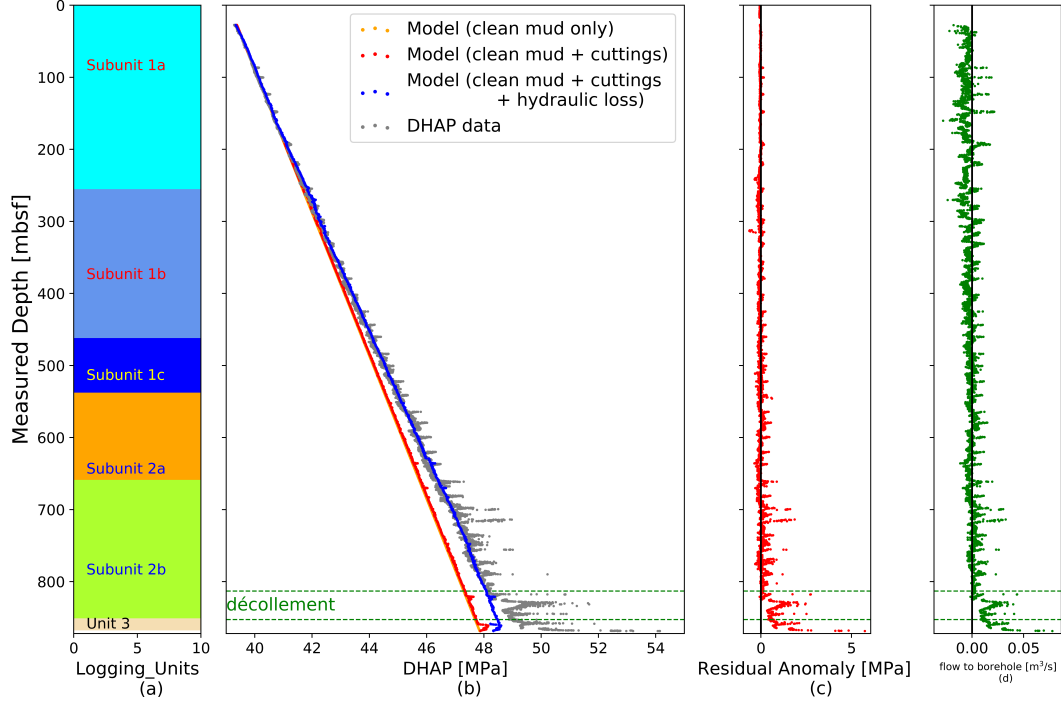 0
100
200
300
400
500
600
700
800
Measured Depth [mbsf]
Subunit 1a
Subunit 1b
Subunit 1c
Subunit 2a
Subunit 2b
Unit 3
0 10
Logging_Units
(a)
Model (clean mud only)
Model (clean mud + cuttings)
Model (clean mud + cuttings
+ hydraulic loss)
DHAP data
décollement
40 42 44 46 48 50 52 54
DHAP [MPa]
(b)
0 5
Residual Anomaly [MPa]
(c)
0.00 0.05
flow to borehole [m³/s]
(d)